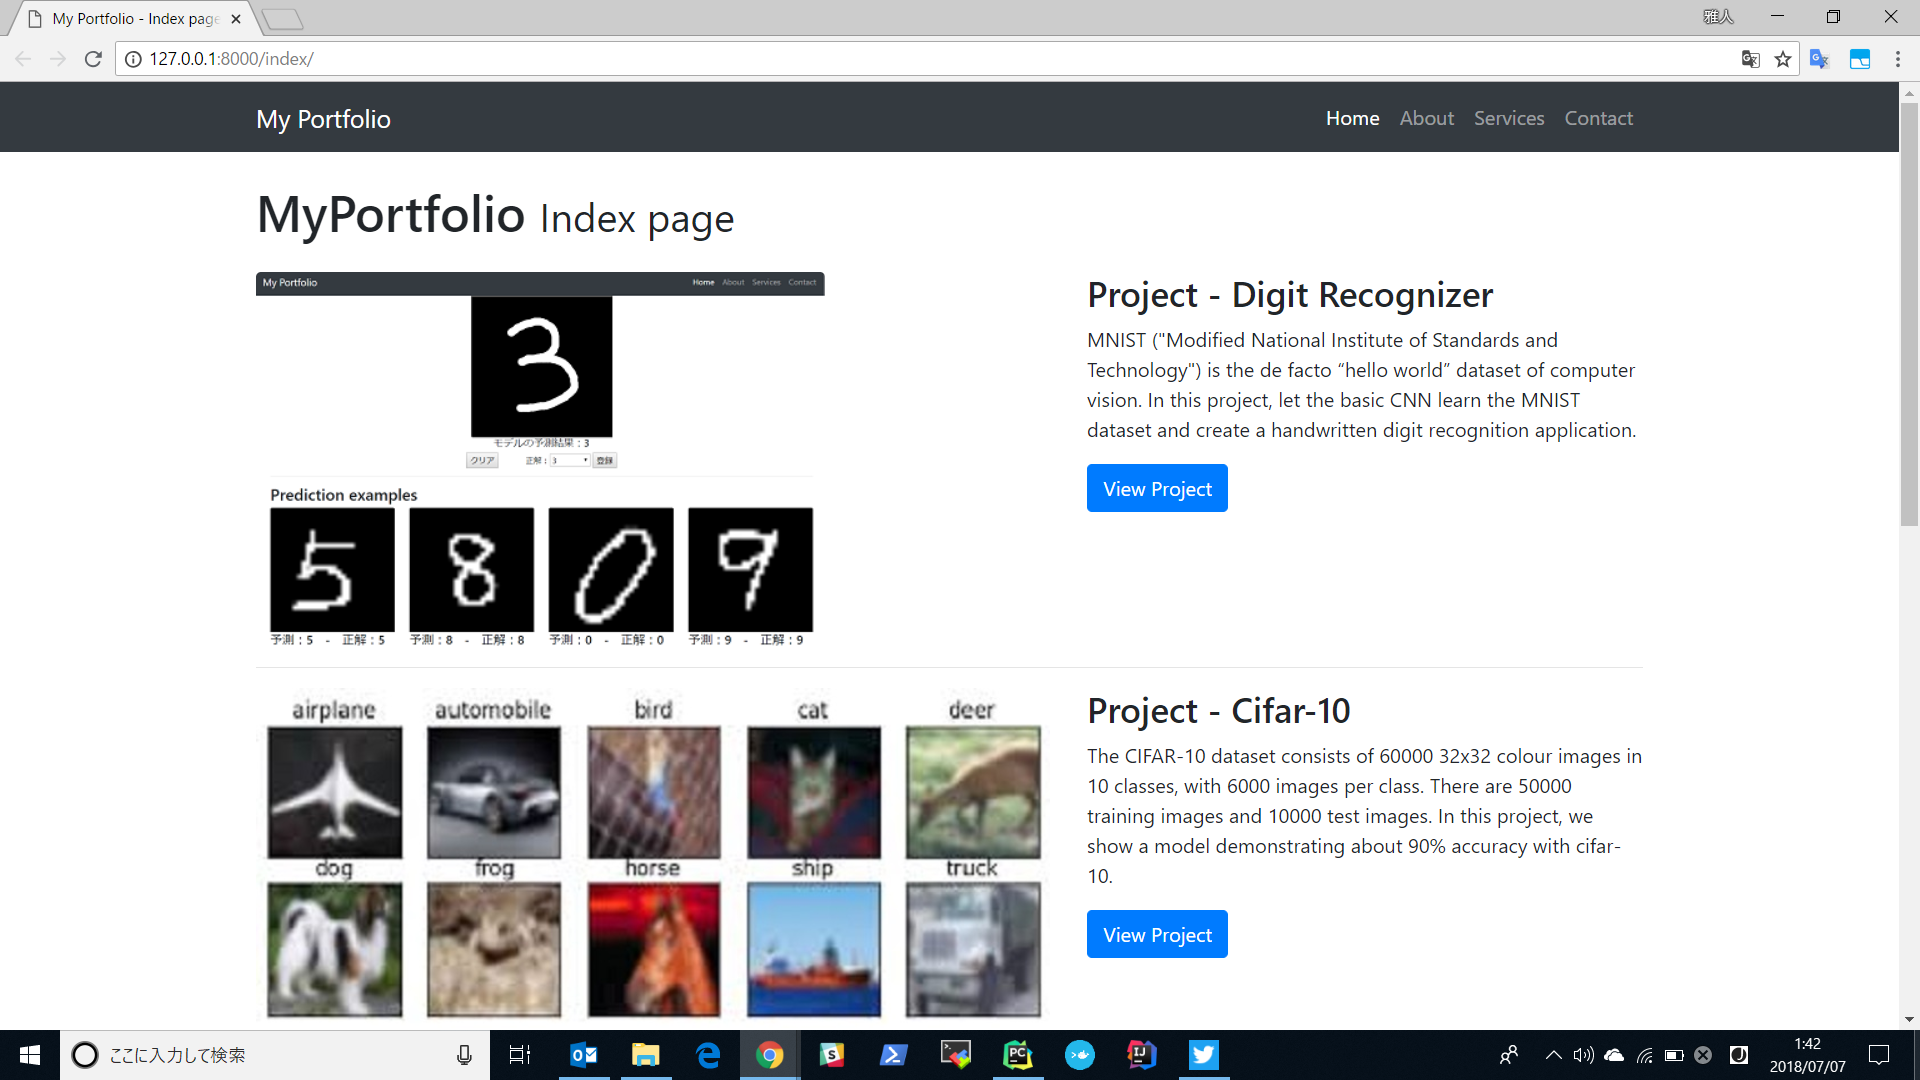 My Portfolio - Index page
雅人
127.0.0.1:8000/index/
My Portfolio
Home About Services Contact
MyPortfolio Index page
My Portfolio
Home About Services Contact
3
モデルの予測結果：3
クリア 正解：3 登録
Prediction examples
5 8 0 9
予測：5 - 正解：5 予測：8 - 正解：8 予測：0 - 正解：0 予測：9 - 正解：9
Project - Digit Recognizer
MNIST ("Modified National Institute of Standards and
Technology") is the de facto “hello world” dataset of computer
vision. In this project, let the basic CNN learn the MNIST
dataset and create a handwritten digit recognition application.
View Project
airplane automobile bird cat deer
dog frog horse ship truck
Project - Cifar-10
The CIFAR-10 dataset consists of 60000 32x32 colour images in
10 classes, with 6000 images per class. There are 50000
training images and 10000 test images. In this project, we
show a model demonstrating about 90% accuracy with cifar-
10.
View Project
ここに入力して検索
1:42
2018/07/07